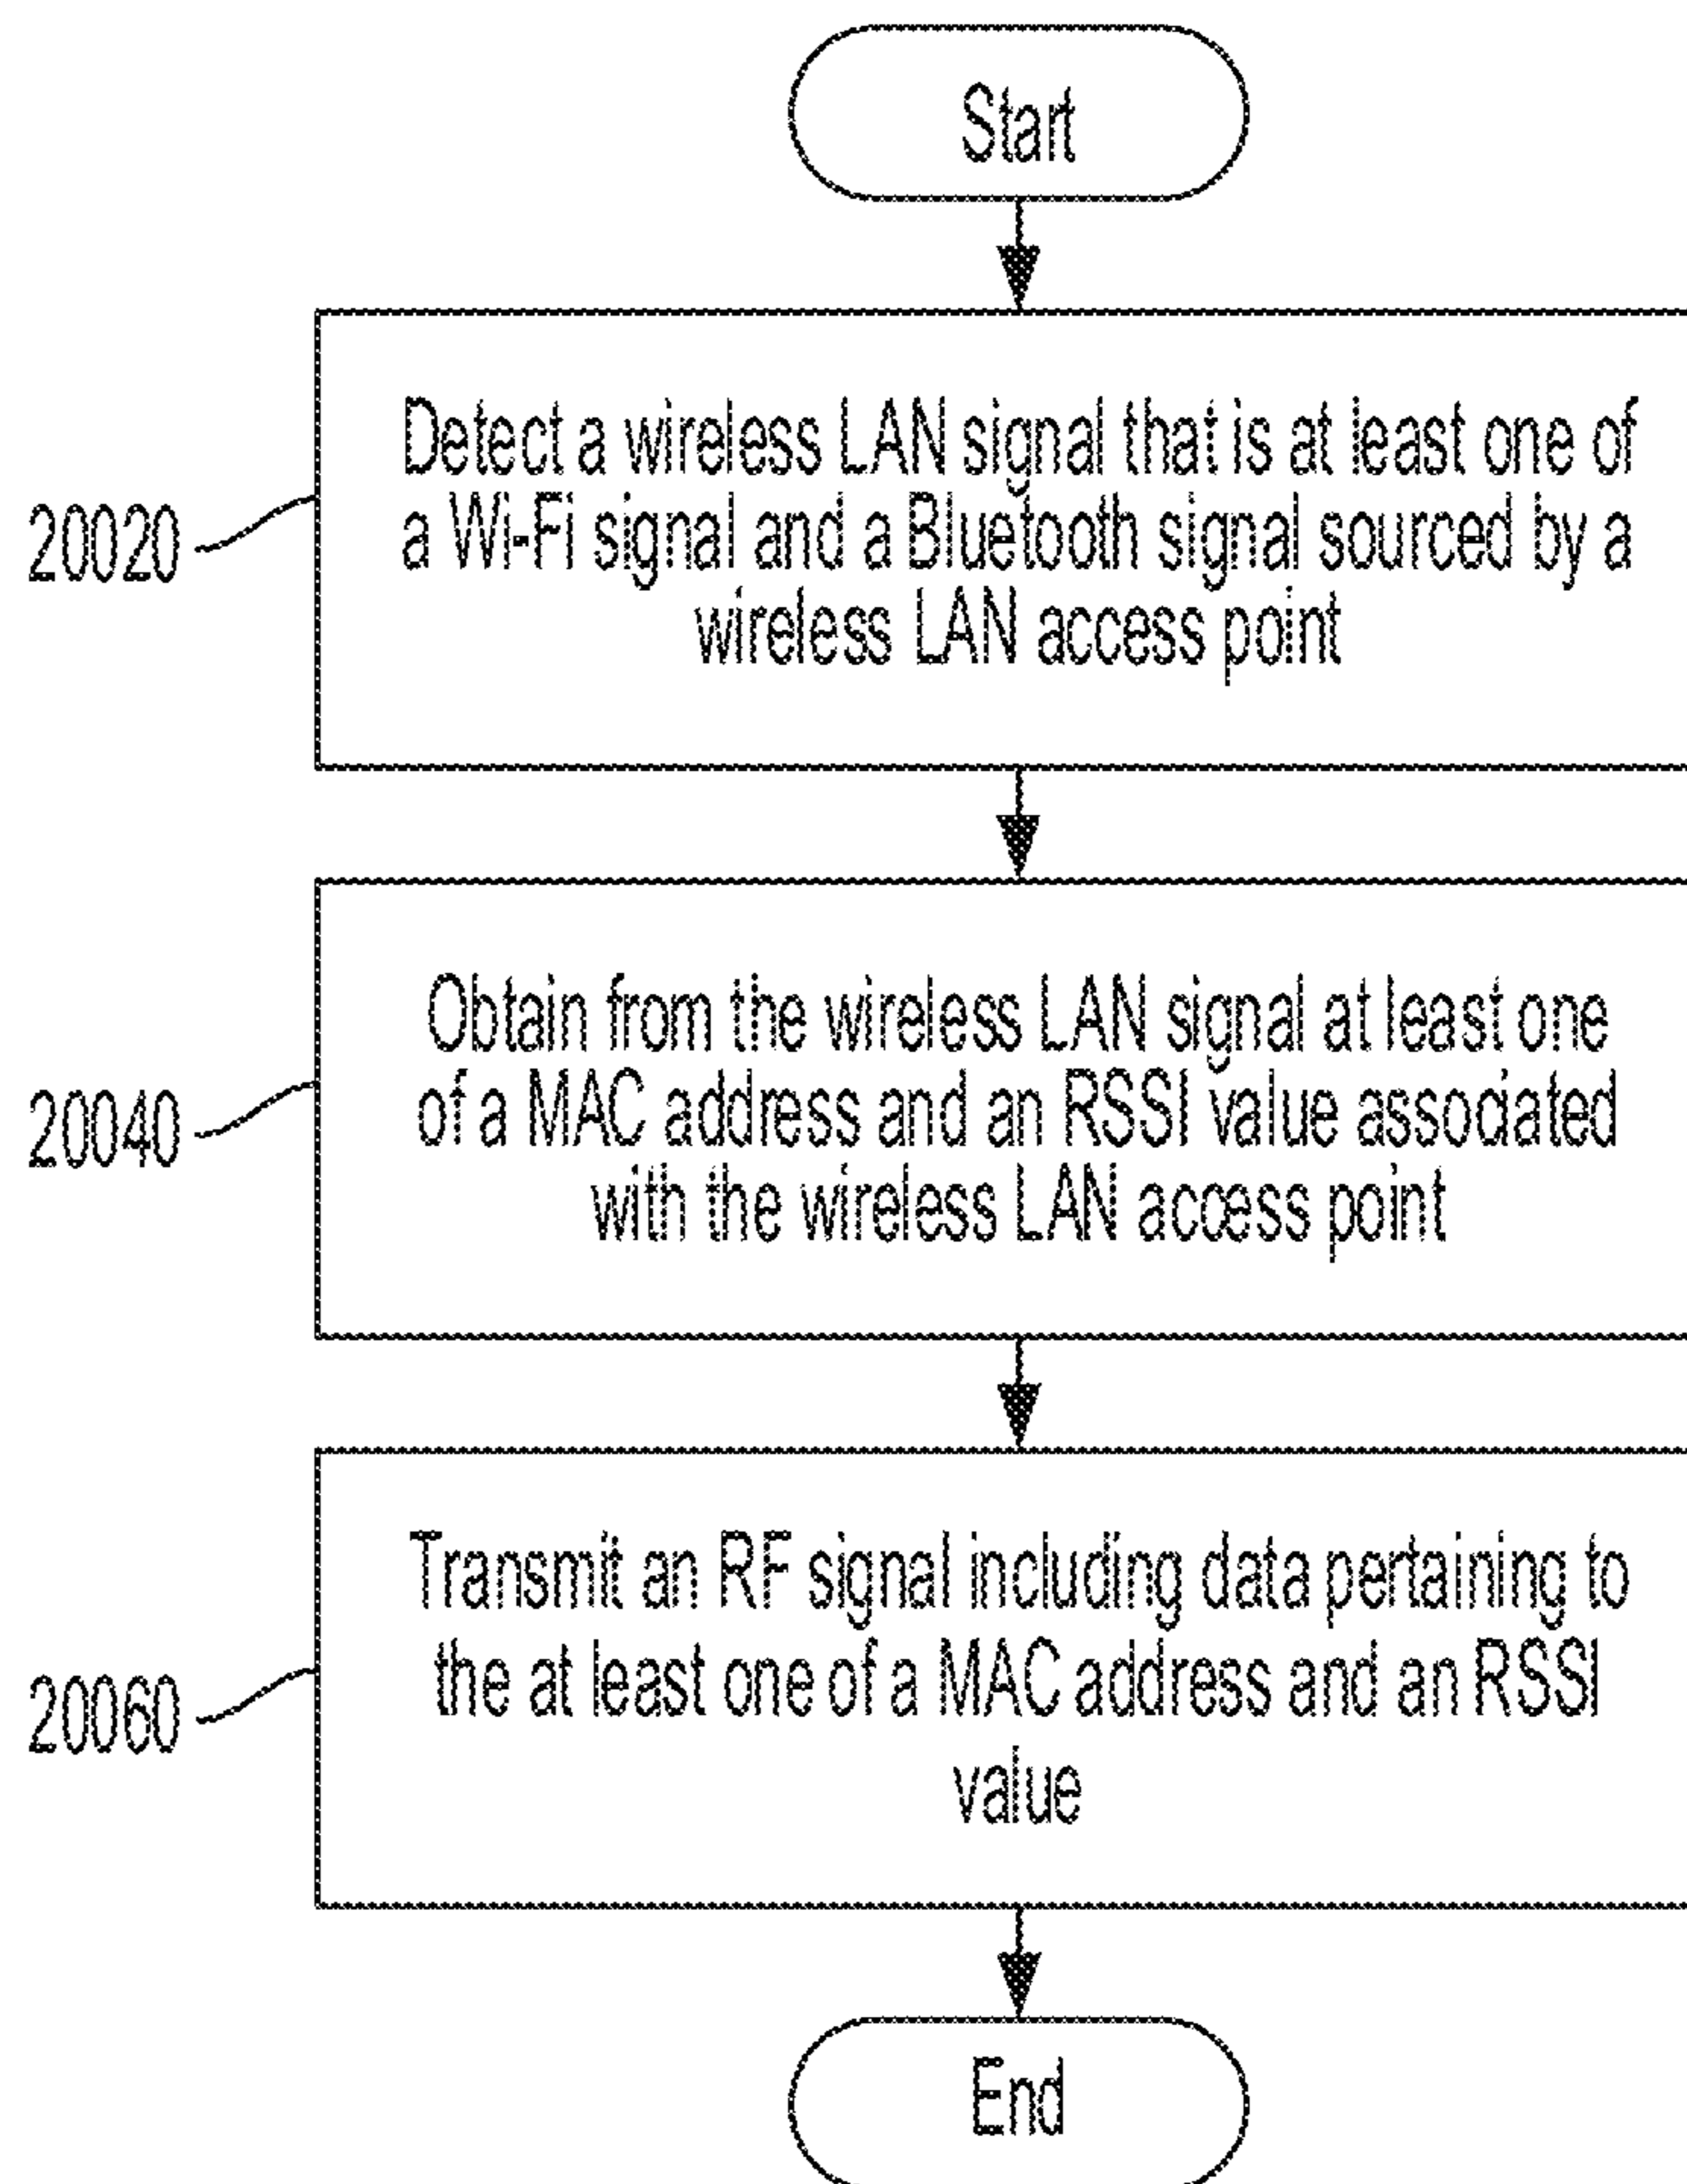 Start
Detect a wireless LAN signal that is at least one of
a Wi-Fi signal and a Bluetooth signal sourced by a
wireless LAN access point
20020
Obtain from the wireless LAN signal at least one
of a MAC address and an RSSI value associated
with the wireless LAN access point
20040
Transmit an RF signal including data pertaining to
the at least one of a MAC address and an RSSI
value
20060
End